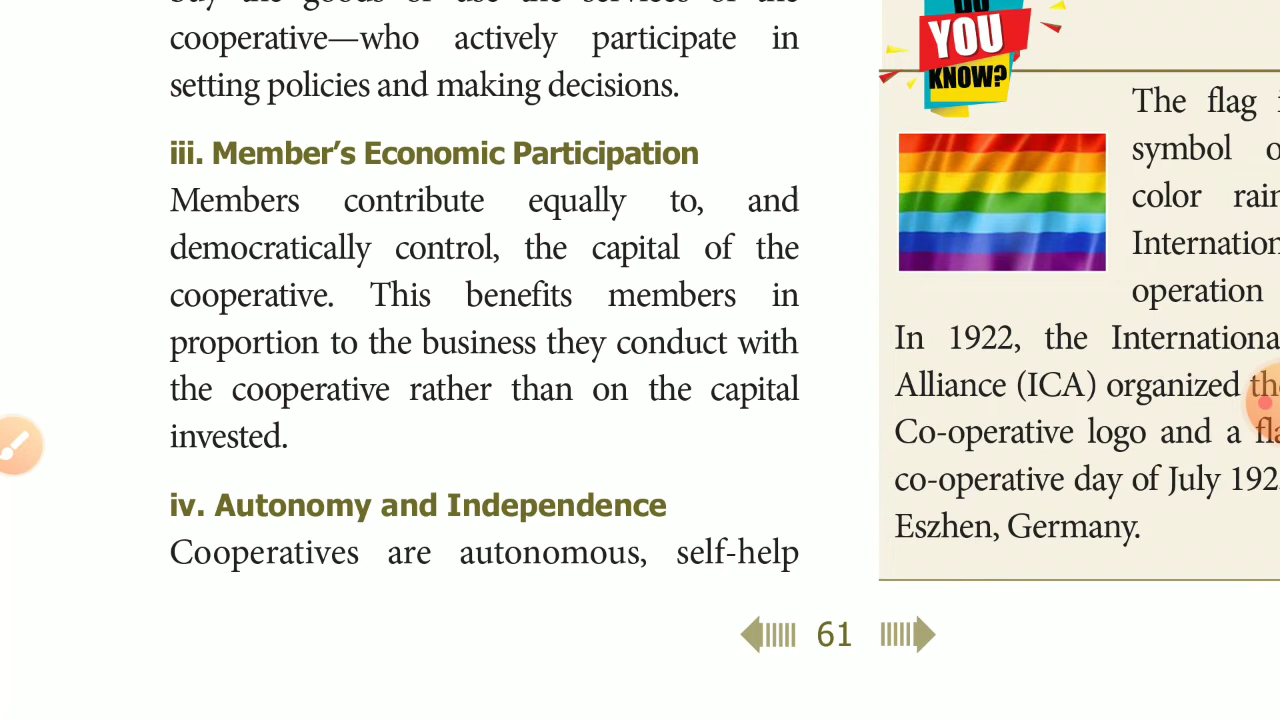 cooperative—who actively participate in
setting policies and making decisions.
iii. Member’s Economic Participation
Members contribute equally to, and
democratically control, the capital of the
cooperative. This benefits members in
proportion to the business they conduct with
the cooperative rather than on the capital
invested.
iv. Autonomy and Independence
Cooperatives are autonomous, self-help
DO
YOU
KNOW?
The flag
symbol
color
operation
In 1922, the
Alliance (ICA) organized
Co-operative logo and a
co-operative day of July
Eszhen, Germany.
61